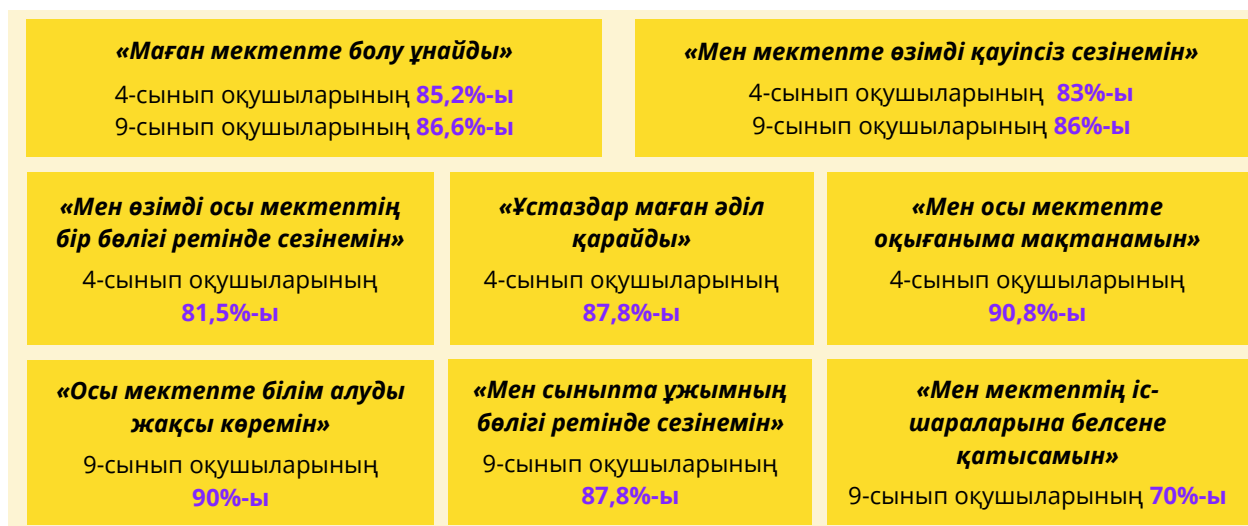 «Маған мектепте болу ұнайды»
4-сынып оқушыларының 85,2%-ы
9-сынып оқушыларының 86,6%-ы
«Мен мектепте өзімді қауіпсіз сезінемін»
4-сынып оқушыларының 83%-ы
9-сынып оқушыларының 86%-ы
«Мен өзімді осы мектептің
бір бөлігі ретінде сезінемін»
4-сынып оқушыларының
81,5%-ы
«Ұстаздар маған әділ
қарайды»
4-сынып оқушыларының
87,8%-ы
«Мен осы мектепте
оқығаныма мақтанамын»
4-сынып оқушыларының
90,8%-ы
«Осы мектепте білім алуды
жақсы көремін»
9-сынып оқушыларының
90%-ы
«Мен сыныпта ұжымның
бөлігі ретінде сезінемін»
9-сынып оқушыларының
87,8%-ы
«Мен мектептің іс-
шараларына белсене
қатысамын»
9-сынып оқушыларының 70%-ы